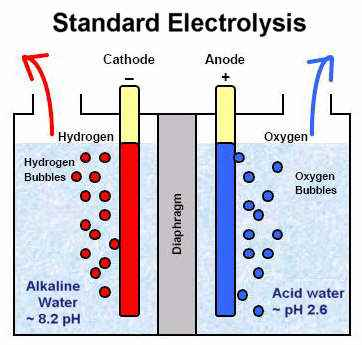 Standard Electrolysis
Cathode
–
Anode
+
Hydrogen
Oxygen
Hydrogen
Bubbles
Oxygen
Bubbles
Diaphragm
Alkaline
Water
~ 8.2 pH
Acid water
~ pH 2.6